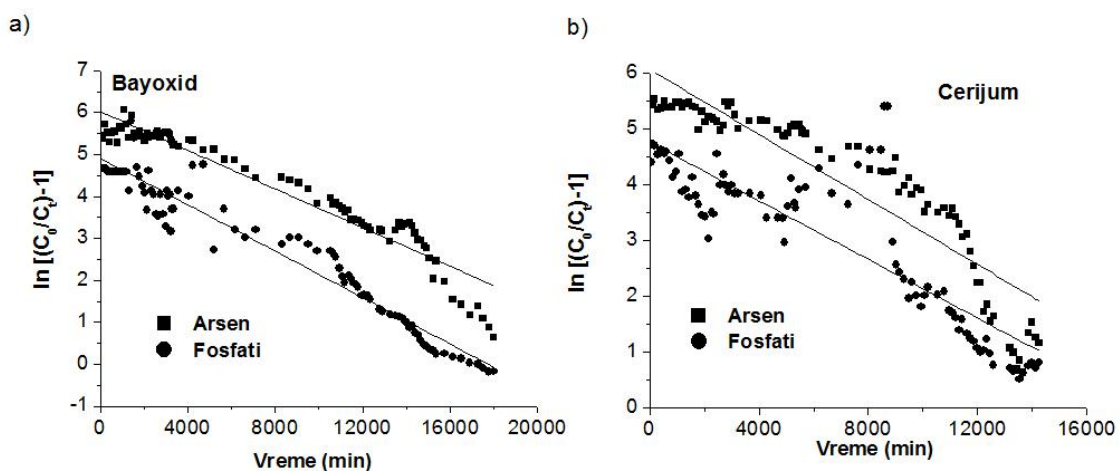 a)
Bayoxid
ln [(C₀/Cₜ)-1]
7
6
5
4
3
2
1
0
-1
0
4000
8000
12000
16000
20000
Arsen
Fosfati
Vreme (min)
b)
Cerijum
ln [(C₀/Cₜ)-1]
6
5
4
3
2
1
0
0
4000
8000
12000
16000
Arsen
Fosfati
Vreme (min)